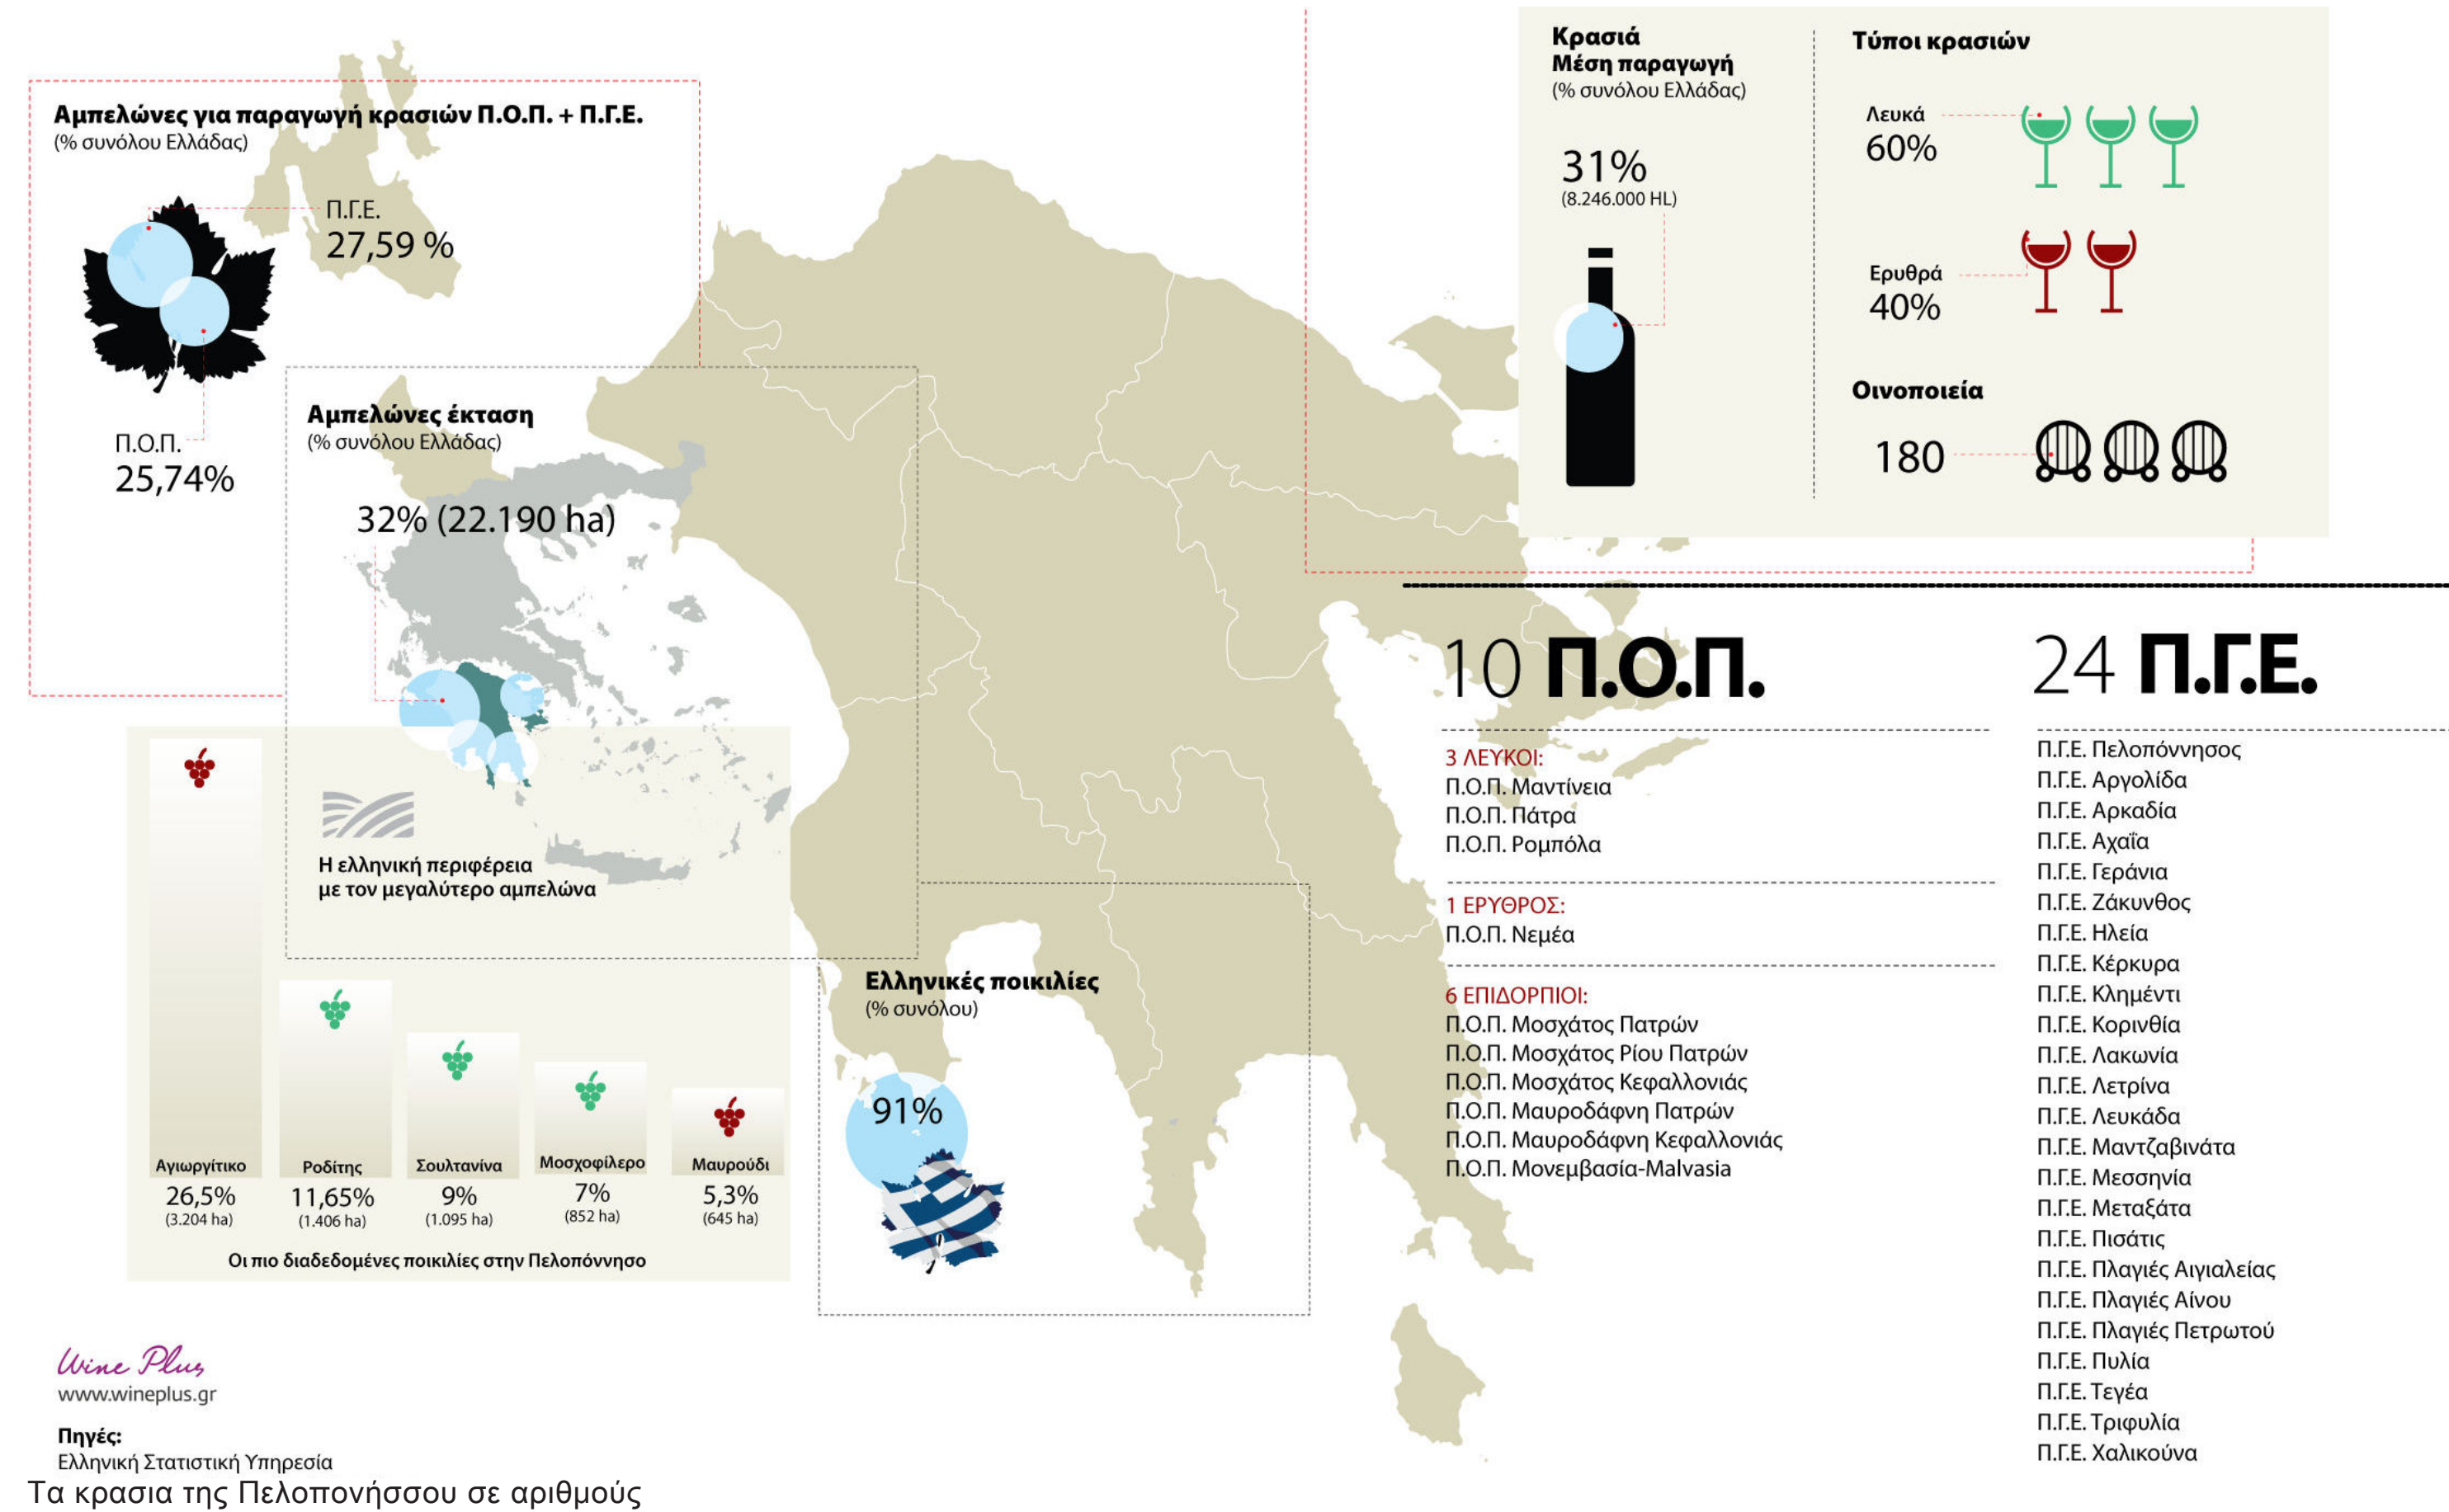 Αμπελώνες για παραγωγή κρασιών Π.Ο.Π. + Π.Γ.Ε.
(% συνόλου Ελλάδας)
Π.Γ.Ε.
27,59 %
Π.Ο.Π.
25,74%
Αμπελώνες έκταση
(% συνόλου Ελλάδας)
32% (22.190 ha)
Η ελληνική περιφέρεια
με τον μεγαλύτερο αμπελώνα
Αγιωργίτικο
26,5%
(3.204 ha)
Ροδίτης
11,65%
(1.406 ha)
Σουλτανίνα
9%
(1.095 ha)
Μοσχοφίλερο
7%
(852 ha)
Μαυρούδι
5,3%
(645 ha)
Οι πιο διαδεδομένες ποικιλίες στην Πελοπόννησο
Ελληνικές ποικιλίες
(% συνόλου)
91%
Κρασιά
Μέση παραγωγή
(% συνόλου Ελλάδας)
31%
(8.246.000 HL)
Τύποι κρασιών
Λευκά
60%
Ερυθρά
40%
Οινοποιεία
180
10 Π.Ο.Π.
3 ΛΕΥΚΟΙ:
Π.Ο.Π. Μαντίνεια
Π.Ο.Π. Πάτρα
Π.Ο.Π. Ρομπόλα
1 ΕΡΥΘΡΟΣ:
Π.Ο.Π. Νεμέα
6 ΕΠΙΔΟΡΠΙΟΙ:
Π.Ο.Π. Μοσχάτος Πατρών
Π.Ο.Π. Μοσχάτος Ρίου Πατρών
Π.Ο.Π. Μοσχάτος Κεφαλλονιάς
Π.Ο.Π. Μαυροδάφνη Πατρών
Π.Ο.Π. Μαυροδάφνη Κεφαλλονιάς
Π.Ο.Π. Μονεμβασία-Malvasia
24 Π.Γ.Ε.
Π.Γ.Ε. Πελοπόννησος
Π.Γ.Ε. Αργολίδα
Π.Γ.Ε. Αρκαδία
Π.Γ.Ε. Αχαΐα
Π.Γ.Ε. Γεράνια
Π.Γ.Ε. Ζάκυνθος
Π.Γ.Ε. Ηλεία
Π.Γ.Ε. Κέρκυρα
Π.Γ.Ε. Κλημέντι
Π.Γ.Ε. Κορινθία
Π.Γ.Ε. Λακωνία
Π.Γ.Ε. Λετρίνα
Π.Γ.Ε. Λευκάδα
Π.Γ.Ε. Μαντζαβινάτα
Π.Γ.Ε. Μεσσηνία
Π.Γ.Ε. Μεταξάτα
Π.Γ.Ε. Πισάτις
Π.Γ.Ε. Πλαγιές Αιγιαλείας
Π.Γ.Ε. Πλαγιές Αίνου
Π.Γ.Ε. Πλαγιές Πετρωτού
Π.Γ.Ε. Πυλία
Π.Γ.Ε. Τεγέα
Π.Γ.Ε. Τριφυλία
Π.Γ.Ε. Χαλικούνα
Wine Plus
www.wineplus.gr
Πηγές:
Ελληνική Στατιστική Υπηρεσία
Τα κρασια της Πελοπονήσσου σε αριθμούς